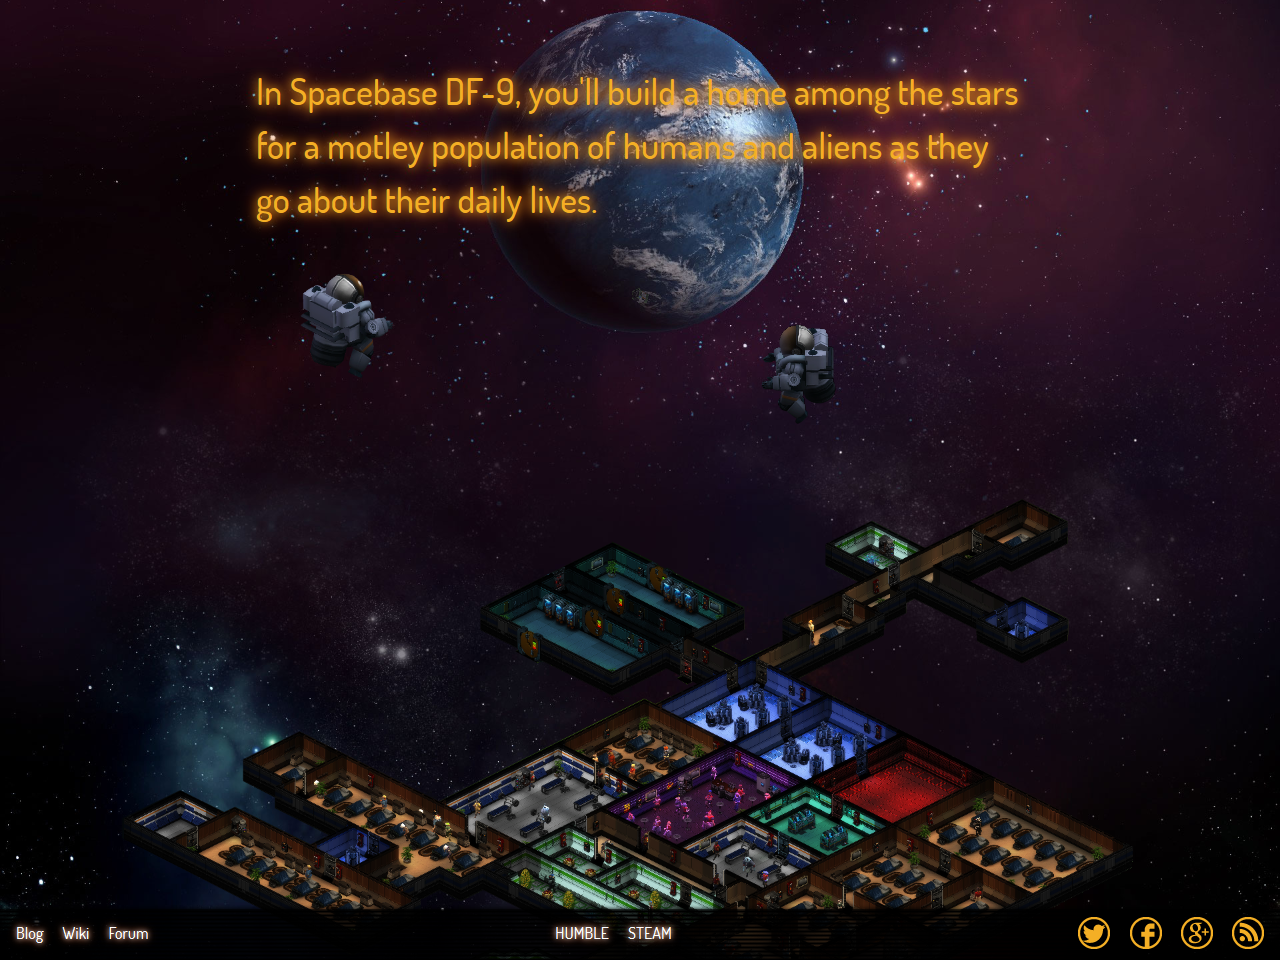 In Spacebase DF-9, you'll build a home among the stars
for a motley population of humans and aliens as they
go about their daily lives.
Blog Wiki Forum HUMBLE STEAM